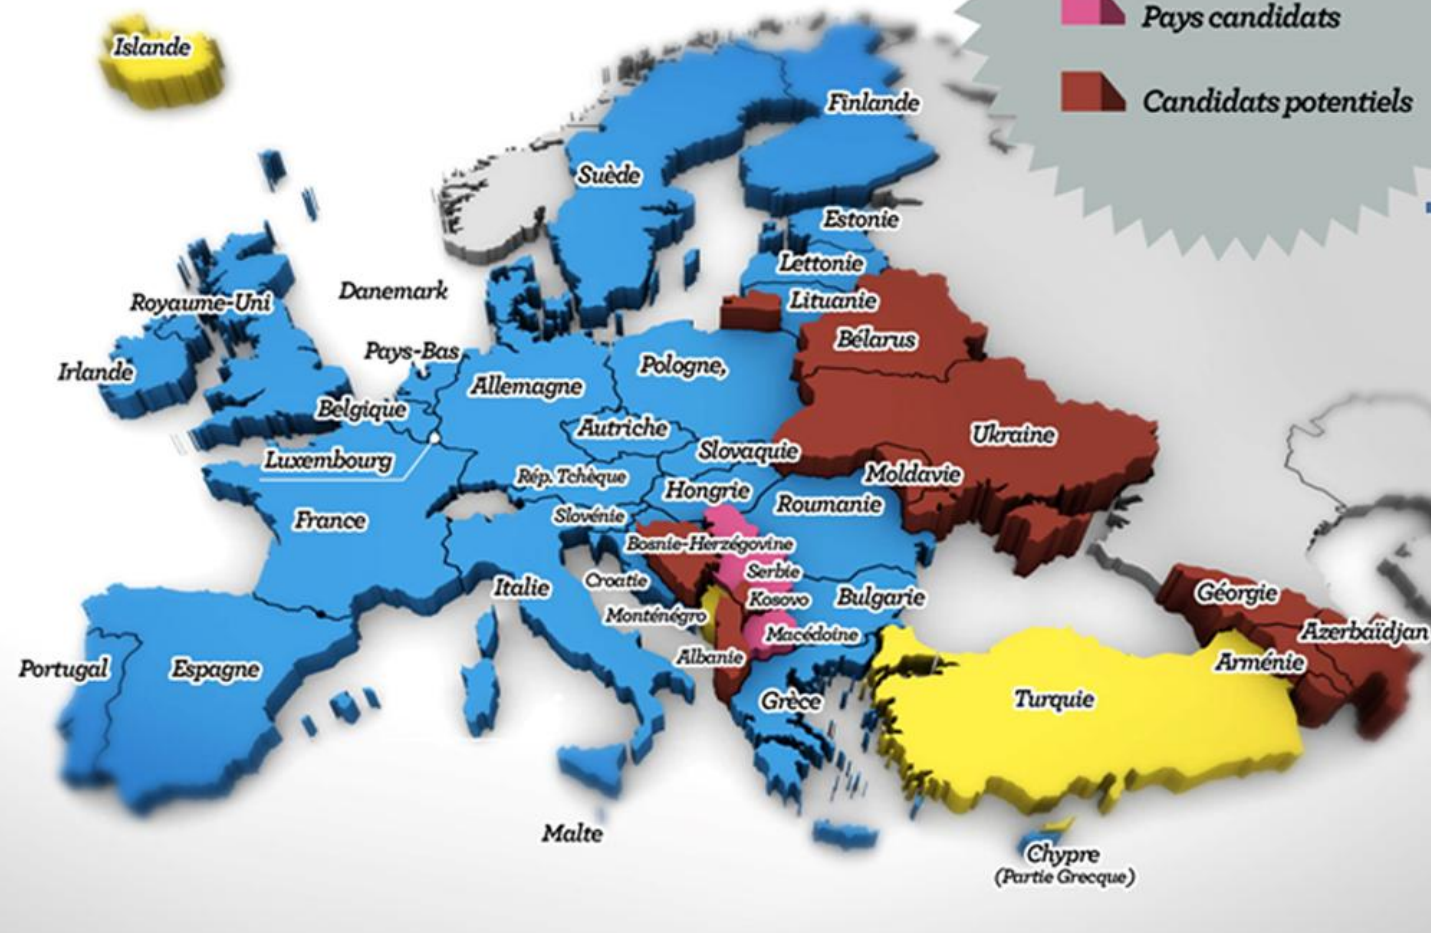 Pays candidats
Candidats potentiels
Islande
Finlande
Suède
Estonie
Lettonie
Danemark
Royaume-Uni
Lituanie
Bélarus
Pays-Bas
Irlande
Pologne,
Allemagne
Belgique
Autriche
Ukraine
Slovaquie
Luxembourg
Rép. Tchèque
Moldavie
Hongrie
Roumanie
Slovénie
France
Bosnie-Herzégovine
Serbie
Croatie
Italie
Kosovo
Bulgarie
Géorgie
Monténégro
Macédoine
Azerbaïdjan
Albanie
Arménie
Portugal
Espagne
Grèce
Turquie
Malte
Chypre
(Partie Grecque)